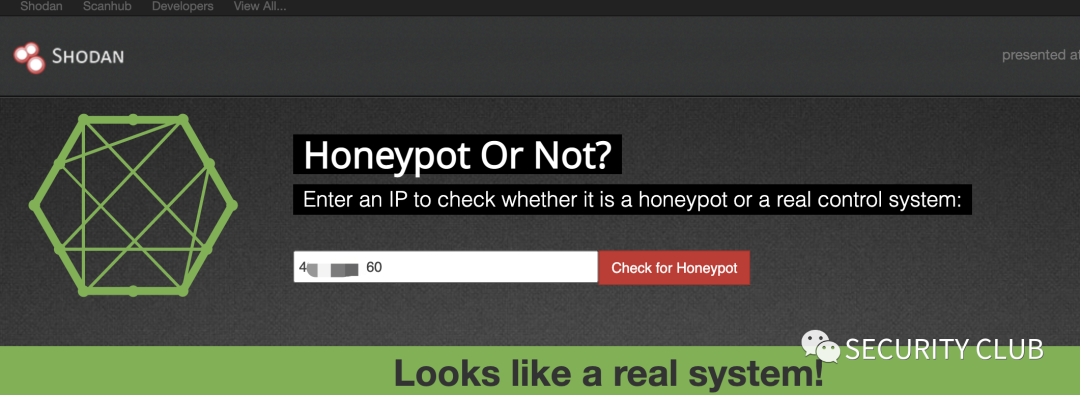 Shodan Scanhub Developers View All...
SHODAN
presented at
Honeypot Or Not?
Enter an IP to check whether it is a honeypot or a real control system:
4 60
Check for Honeypot
SECURITY CLUB
Looks like a real system!